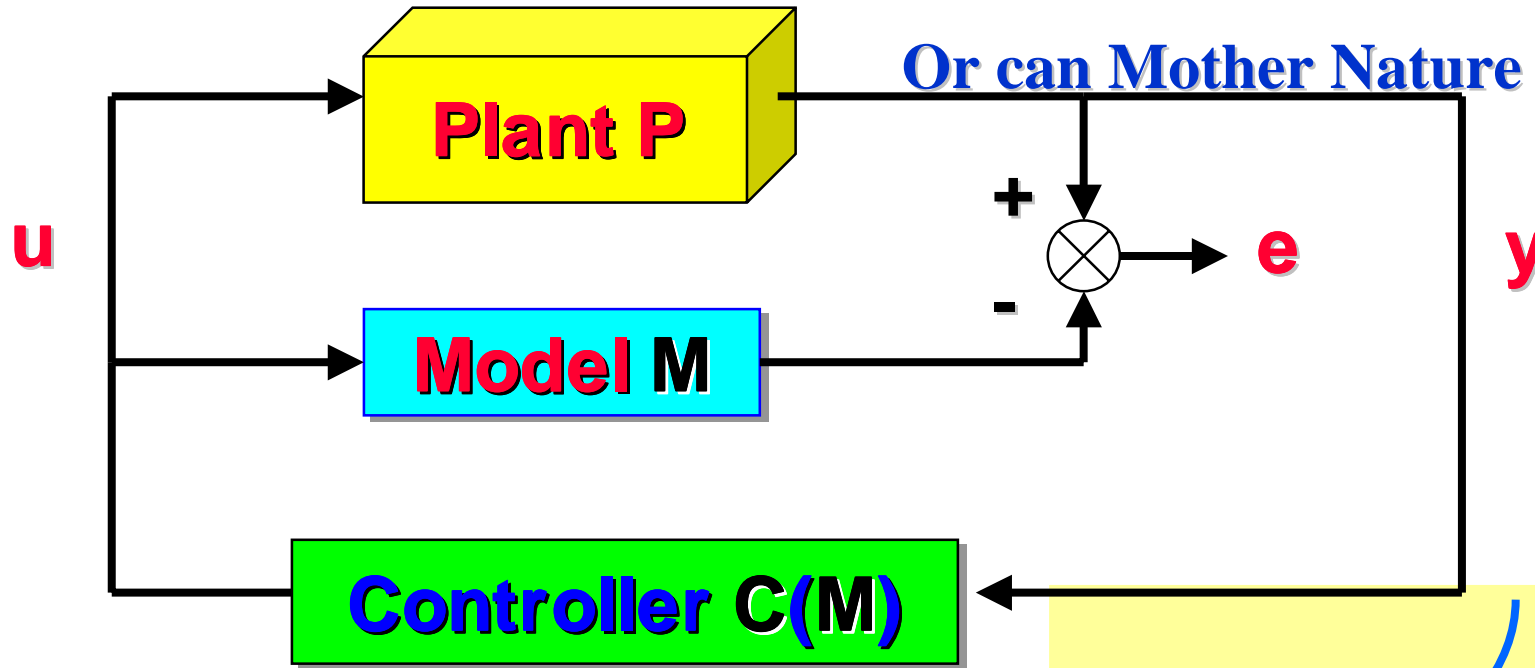 Or can Mother Nature
Plant P
+
u
e
y
-
Model M
Controller C(M)